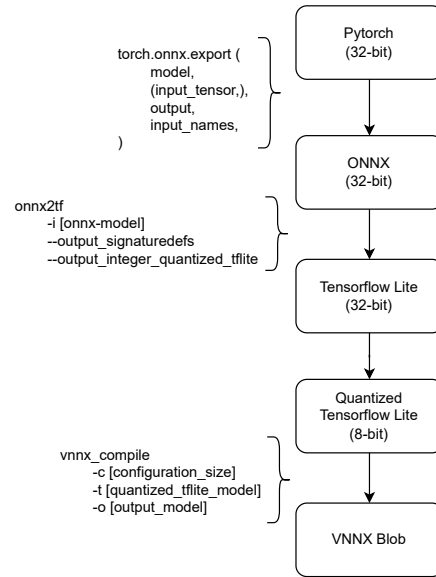 Pytorch
(32-bit)
torch.onnx.export (
model,
(input_tensor,),
output,
input_names,
)
ONNX
(32-bit)
onnx2tf
-i [onnx-model]
--output_signaturedefs
--output_integer_quantized_tflite
Tensorflow Lite
(32-bit)
Quantized
Tensorflow Lite
(8-bit)
vnnx_compile
-c [configuration_size]
-t [quantized_tflite_model]
-o [output_model]
VNNX Blob